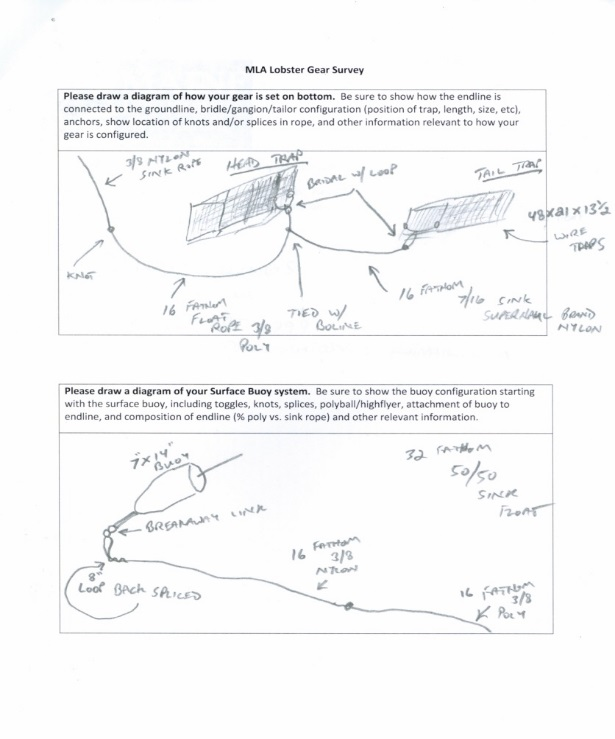 MLA Lobster Gear Survey
Please draw a diagram of how your gear is set on bottom. Be sure to show how the endline is
connected to the groundline, bridle/gangion/tailor configuration (position of trap, length, size, etc),
anchors, show location of knots and/or splices in rope, and other information relevant to how your
gear is configured.
3/8 NYLON
SINK ROPE
HEAD TRAP
BRIDAL W/ LOOP
TAIL TRAP
48x21x13½
WIRE
TRAPS
KNOT
16 FATHOM
FLOAT
ROPE 3/8
POLY
TIED W/
BOLINE
16 FATHOM
7/16 SINK
BRAND
NYLON
Please draw a diagram of your Surface Buoy system. Be sure to show the buoy configuration starting
with the surface buoy, including toggles, knots, splices, polyball/highflyer, attachment of buoy to
endline, and composition of endline (% poly vs. sink rope) and other relevant information.
7"x14"
BUOY
32 FATHOM
50/50
SINK
FLOAT
BREAKAWAY LINK
16 FATHOM
3/8
NYLON
8"
LOOP BACK SPLICED
16 FATHOM
3/8
POLY